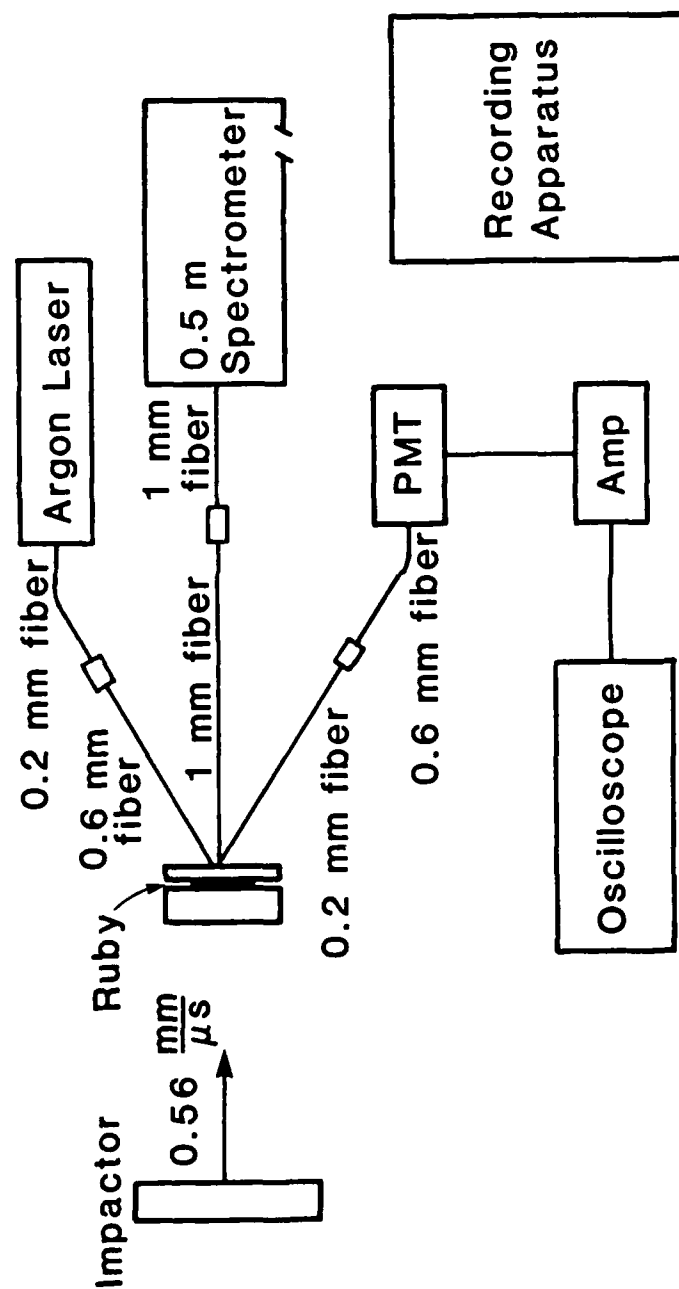 Impactor
0.56 mm
μs
Ruby
0.2 mm fiber
0.6 mm
fiber
Argon Laser
1 mm fiber
1 mm
fiber
0.5 m
Spectrometer
0.2 mm fiber
0.6 mm fiber
PMT
Amp
Oscilloscope
Recording
Apparatus